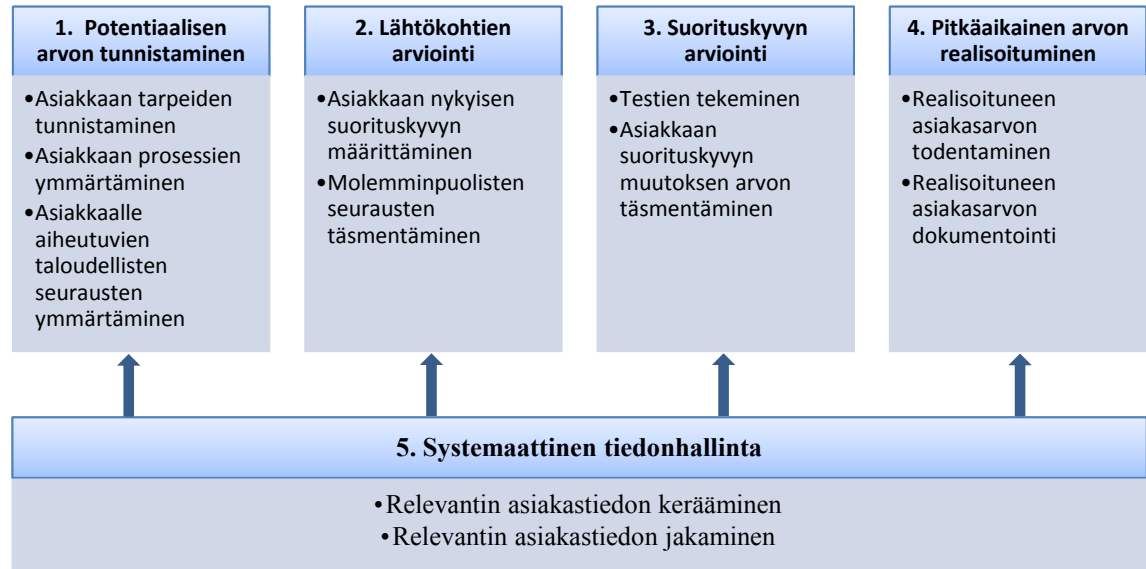 1. Potentiaalisen
arvon tunnistaminen
•Asiakkaan tarpeiden
tunnistaminen
•Asiakkaan prosessien
ymmärtäminen
•Asiakkaalle
aiheutuvien
taloudellisten
seurausten
ymmärtäminen
2. Lähtökohtien
arviointi
•Asiakkaan nykyisen
suorituskyvyn
määrittäminen
•Molemminpuolisten
seurausten
täsmentäminen
3. Suorituskyvyn
arviointi
•Testien tekeminen
•Asiakkaan
suorituskyvyn
muutoksen arvon
täsmentäminen
4. Pitkäaikainen arvon
realisoituminen
•Realisoituneen
asiakasarvon
todentaminen
•Realisoituneen
asiakasarvon
dokumentointi
5. Systemaattinen tiedonhallinta
•Relevantin asiakastiedon kerääminen
•Relevantin asiakastiedon jakaminen